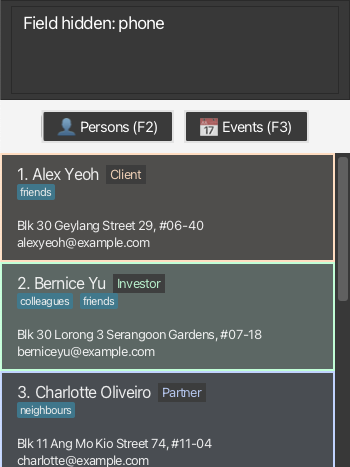 Field hidden: phone
Persons (F2)
Events (F3)
17
1. Alex Yeoh Client
friends
Blk 30 Geylang Street 29, #06-40
alexyeoh@example.com
2. Bernice Yu Investor
colleagues friends
Blk 30 Lorong 3 Serangoon Gardens, #07-18
berniceyu@example.com
3. Charlotte Oliveiro Partner
neighbours
Blk 11 Ang Mo Kio Street 74, #11-04
charlotte@example.com